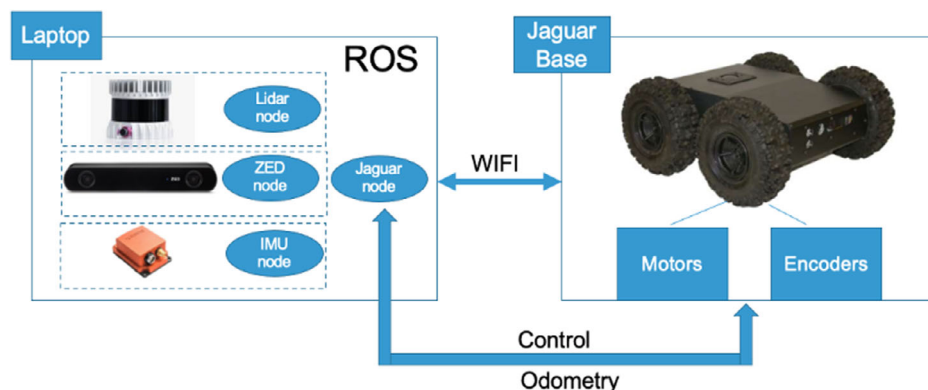 Laptop
ROS
Lidar
node
ZED
node
IMU
node
Jaguar
node
WIFI
Jaguar
Base
Motors
Encoders
Control
Odometry